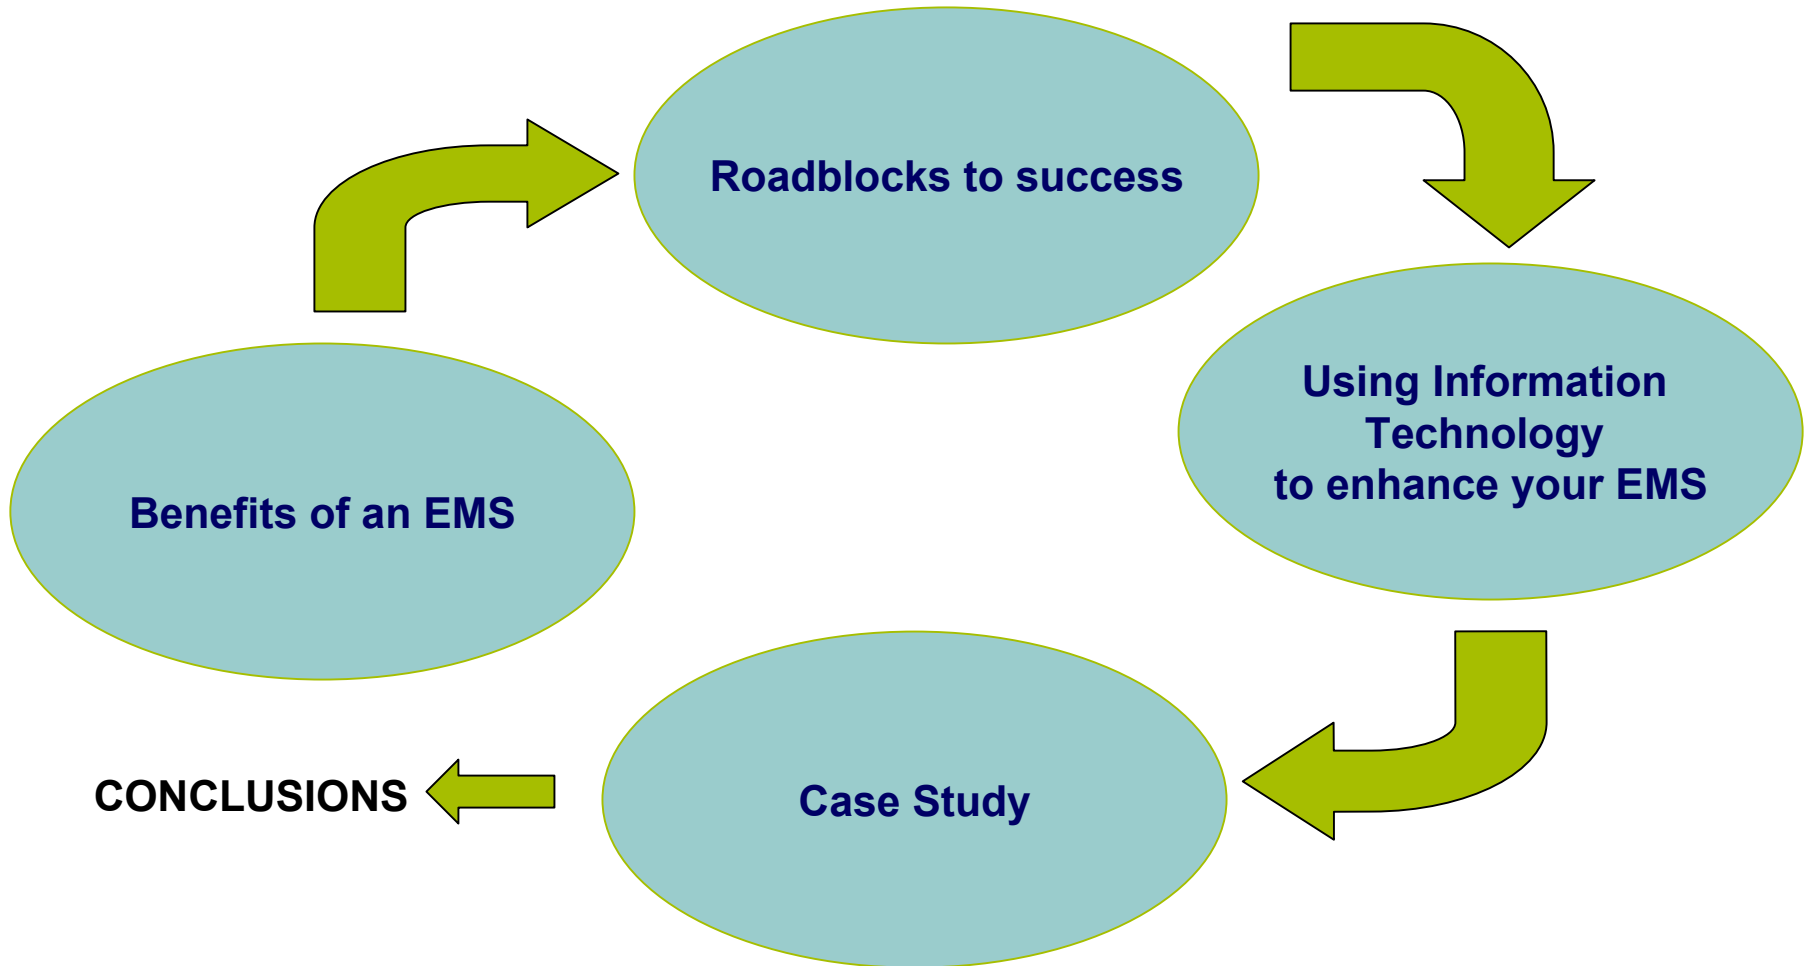 Roadblocks to success
Using Information
Technology
to enhance your EMS
Benefits of an EMS
Case Study
CONCLUSIONS